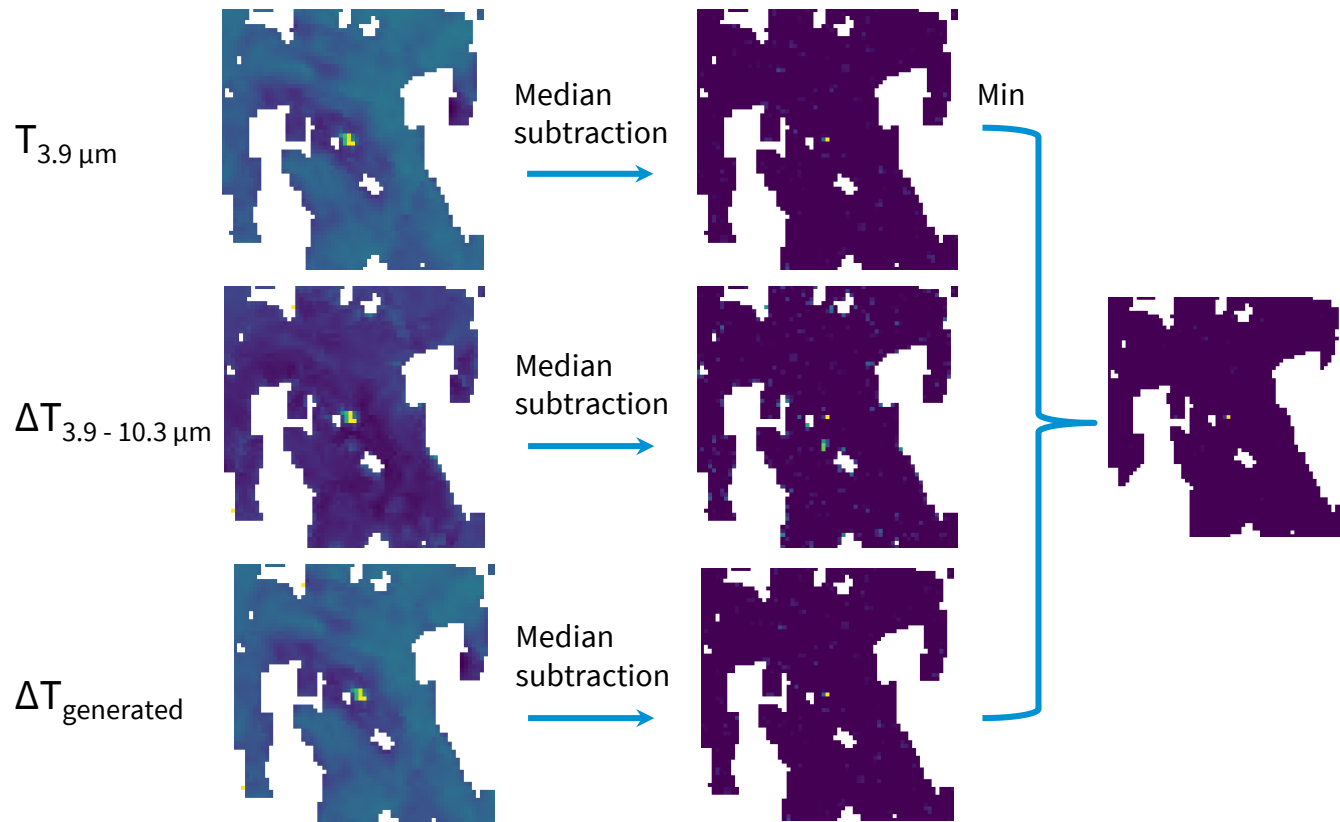 T3.9 μm
Median
subtraction
Min
ΔT3.9 - 10.3 μm
Median
subtraction
ΔTgenerated
Median
subtraction